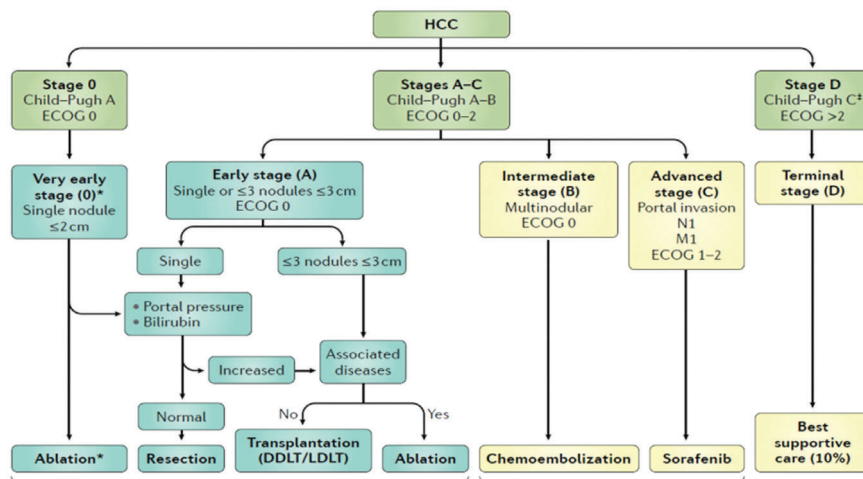 HCC
Stage 0
Child–Pugh A
ECOG 0
Stages A–C
Child–Pugh A–B
ECOG 0–2
Stage D
Child–Pugh C‡
ECOG >2
Very early
stage (0)*
Single nodule
≤2 cm
Early stage (A)
Single or ≤3 nodules ≤3 cm
ECOG 0
Intermediate
stage (B)
Multinodular
ECOG 0
Advanced
stage (C)
Portal invasion
N1
M1
ECOG 1–2
Terminal
stage (D)
Single
≤3 nodules ≤3 cm
• Portal pressure
• Bilirubin
Increased
Associated
diseases
Normal
No
Yes
Ablation*
Resection
Transplantation
(DDLT/LDLT)
Ablation
Chemoembolization
Sorafenib
Best
supportive
care (10%)